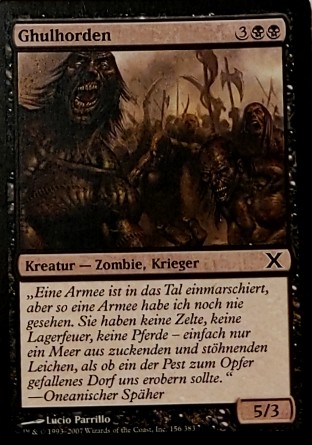 Ghulhorden 3
Kreatur — Zombie, Krieger X
„Eine Armee ist in das Tal einmarschiert,
aber so eine Armee habe ich noch nie
gesehen. Sie haben keine Zelte, keine
Lagerfeuer, keine Pferde – einfach nur
ein Meer aus zuckenden und stöhnenden
Leichen, als ob ein der Pest zum Opfer
gefallenes Dorf uns erobern sollte."
—Oneanischer Späher
Lucio Parrillo
5/3
™ & © 1993–2007 Wizards of the Coast, Inc. 156/383